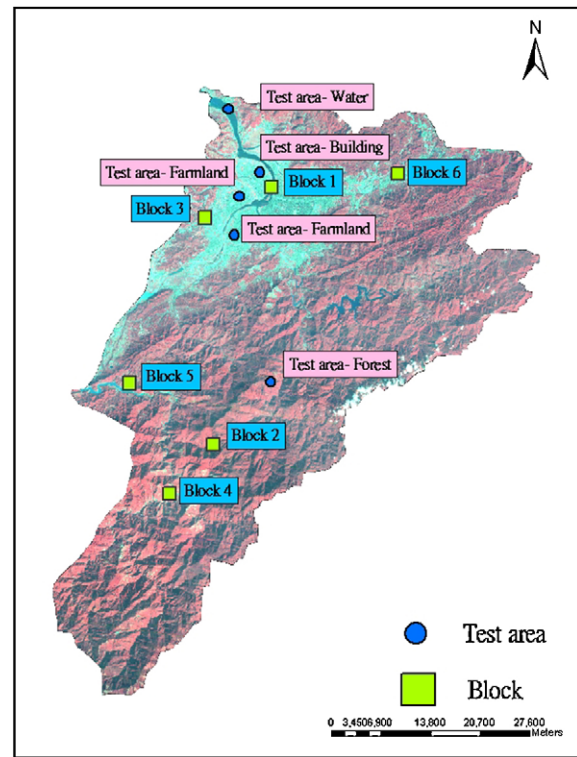 N
Test area- Water
Test area- Building
Test area- Farmland
Block 1
Block 6
Block 3
Test area- Farmland
Block 5
Test area- Forest
Block 2
Block 4
Test area
Block
0 3,4506,900 13,800 20,700 27,600
Meters